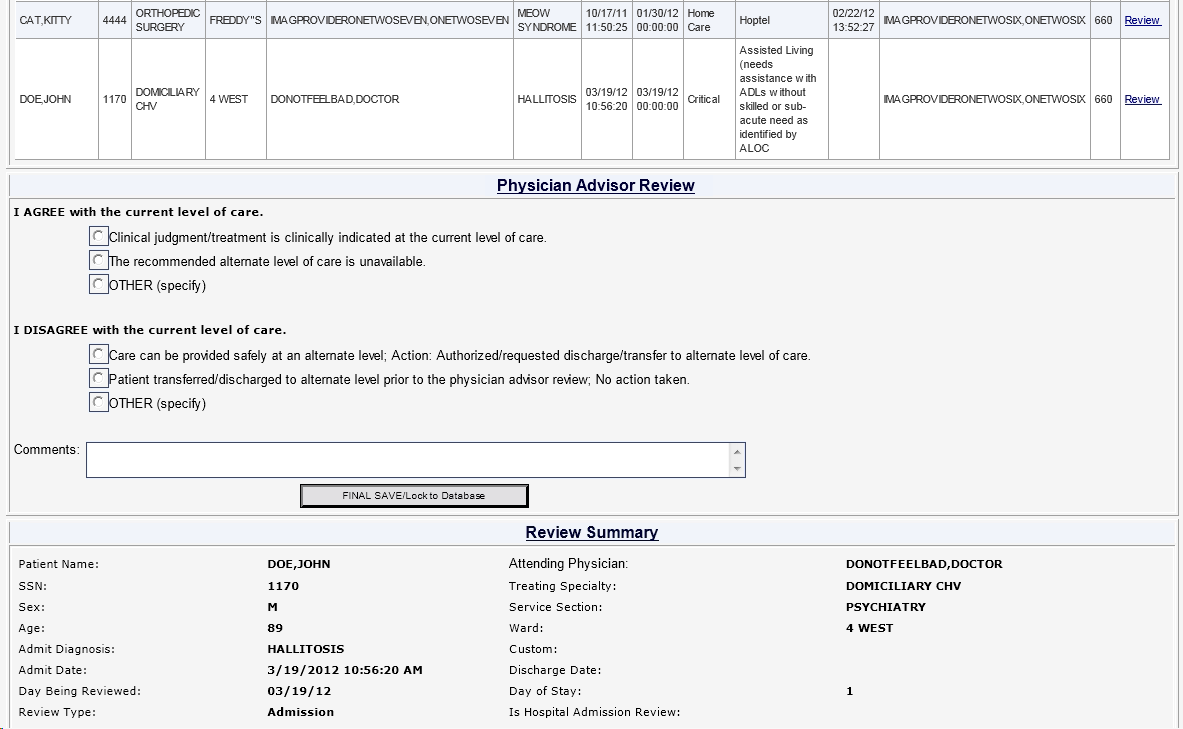 CAT,KITTY 4444 ORTHOPEDIC SURGERY FREDDY"S IMAGPROVIDERONETWOSEVEN,ONETWOSEVEN MEOW SYNDROME 10/17/11 11:50:25 01/30/12 00:00:00 Home Care Hoptel 02/22/12 13:52:27 IMAGPROVIDERONETWOSIX,ONETWOSIX 660 Review
DOE,JOHN 1170 DOMICILIARY CHV 4 WEST DONOTFEELBAD,DOCTOR HALLITOSIS 03/19/12 10:56:20 03/19/12 00:00:00 Critical Assisted Living (needs assistance with ADLs without skilled or sub-acute need as identified by ALOC IMAGPROVIDERONETWOSIX,ONETWOSIX 660 Review
Physician Advisor Review
I AGREE with the current level of care.
Clinical judgment/treatment is clinically indicated at the current level of care.
The recommended alternate level of care is unavailable.
OTHER (specify)
I DISAGREE with the current level of care.
Care can be provided safely at an alternate level; Action: Authorized/requested discharge/transfer to alternate level of care.
Patient transferred/discharged to alternate level prior to the physician advisor review; No action taken.
OTHER (specify)
Comments:
FINAL SAVE/Lock to Database
Review Summary
Patient Name: DOE,JOHN Attending Physician: DONOTFEELBAD,DOCTOR
SSN: 1170 Treating Specialty: DOMICILIARY CHV
Sex: M Service Section: PSYCHIATRY
Age: 89 Ward: 4 WEST
Admit Diagnosis: HALLITOSIS Custom:
Admit Date: 3/19/2012 10:56:20 AM Discharge Date:
Day Being Reviewed: 03/19/12 Day of Stay: 1
Review Type: Admission Is Hospital Admission Review: